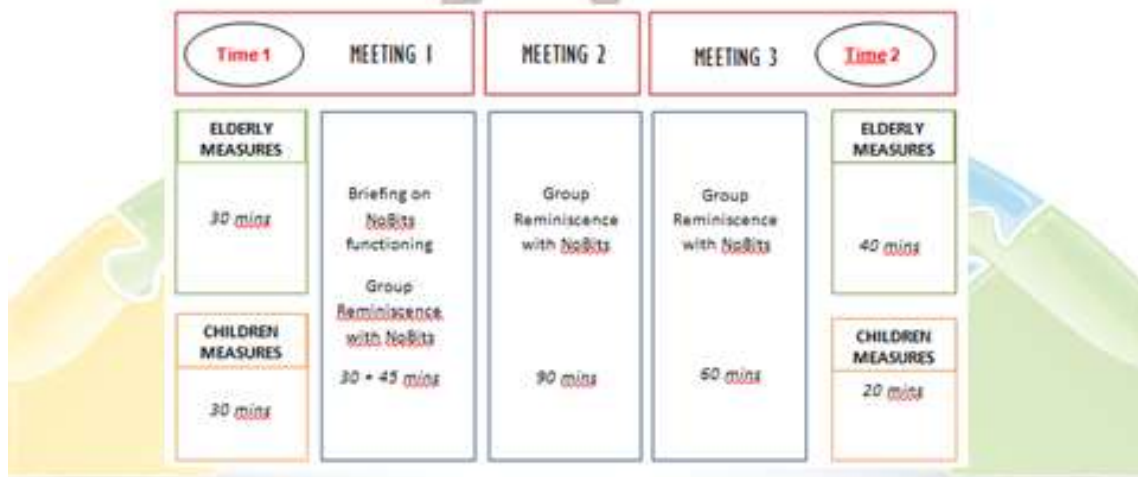 Time 1
MEETING 1
MEETING 2
MEETING 3
Time 2
ELDERLY
MEASURES
30 mins
CHILDREN
MEASURES
30 mins
Briefing on
NoBits
functioning
Group
Reminiscence
with NoBits
30 + 45 mins
Group
Reminiscence
with NoBits
90 mins
Group
Reminiscence
with NoBits
60 mins
ELDERLY
MEASURES
40 mins
CHILDREN
MEASURES
20 mins